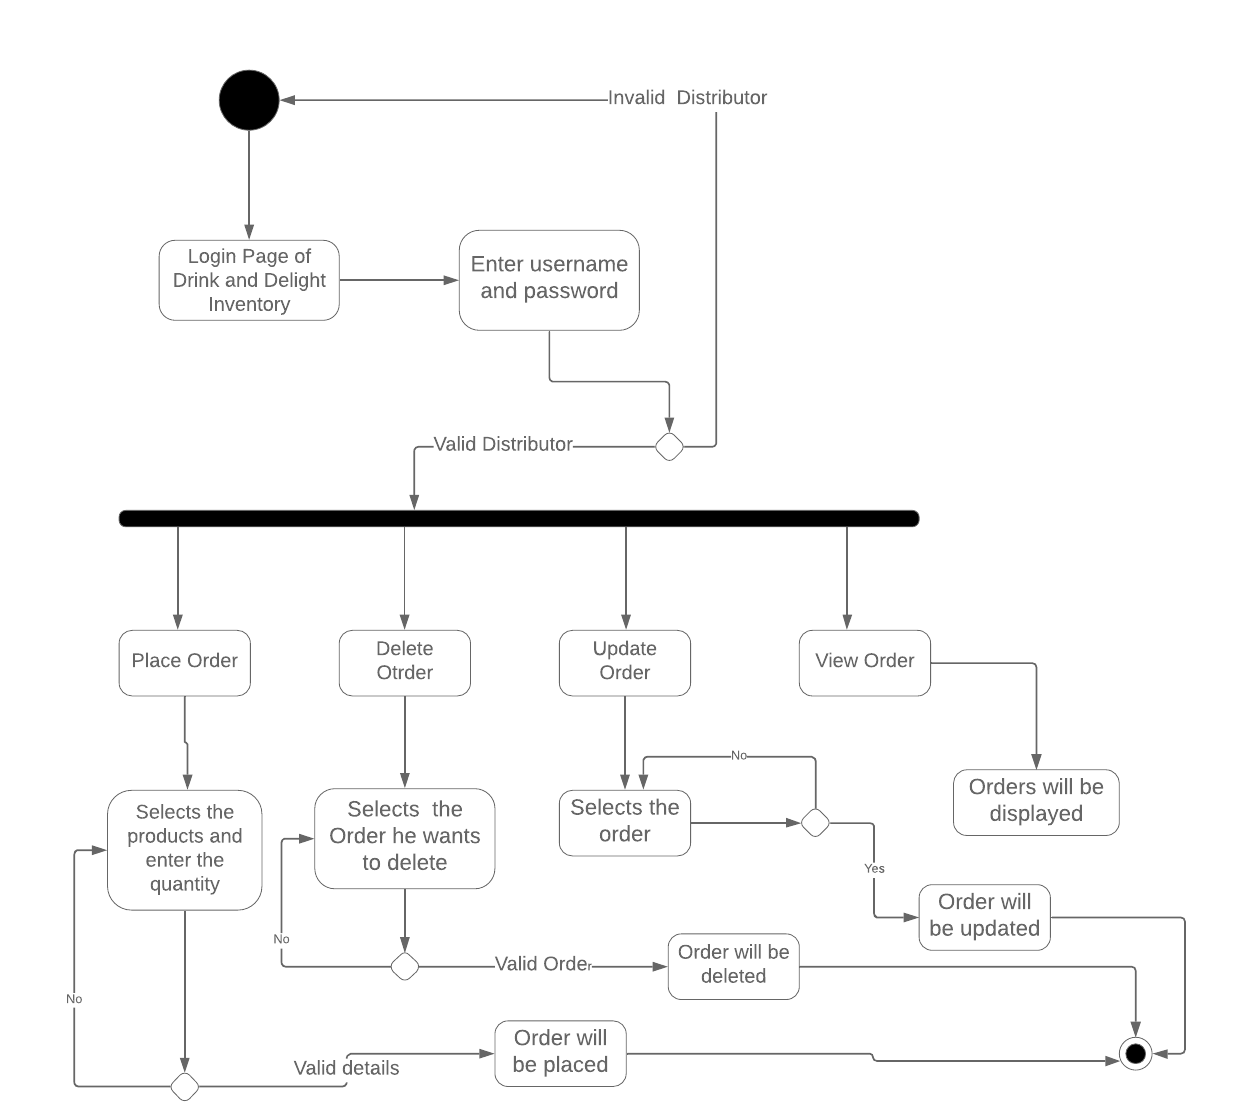 Invalid  Distributor
Login Page of
Drink and Delight
Inventory
Enter username
and password
Valid Distributor
Place Order
Delete
Otrder
Update
Order
View Order
No
Selects the
products and
enter the
quantity
Selects  the
Order he wants
to delete
Selects the
order
Orders will be
displayed
Yes
Order will
be updated
No
Valid Order
Order will be
deleted
No
Valid details
Order will
be placed